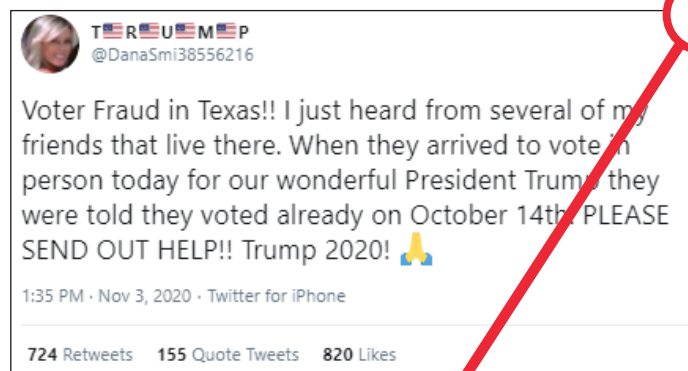 T🇺🇸R🇺🇸U🇺🇸M🇺🇸P
@DanaSmi38556216
Voter Fraud in Texas!! I just heard from several of my
friends that live there. When they arrived to vote in
person today for our wonderful President Trump they
were told they voted already on October 14th. PLEASE
SEND OUT HELP!! Trump 2020! 🙏
1:35 PM · Nov 3, 2020 · Twitter for iPhone
724 Retweets 155 Quote Tweets 820 Likes